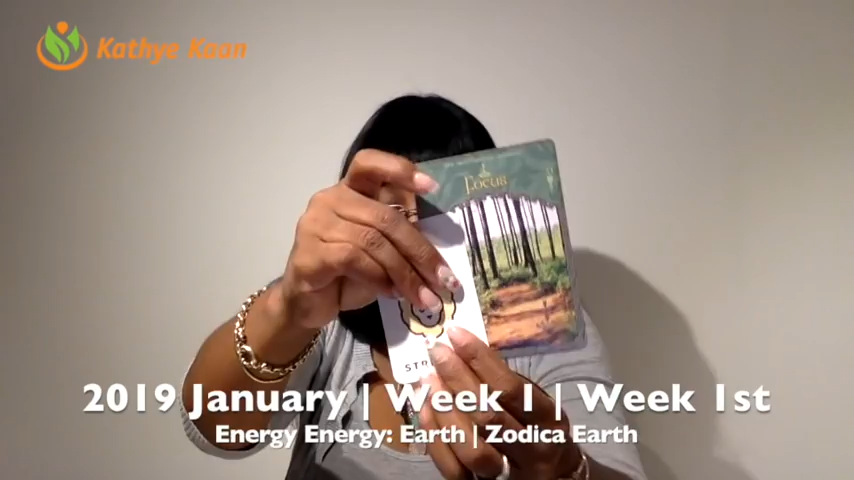 Kathye Kaan
Focus
STR
2019 January | Week 1 | Week 1st
Energy Energy: Earth | Zodica Earth